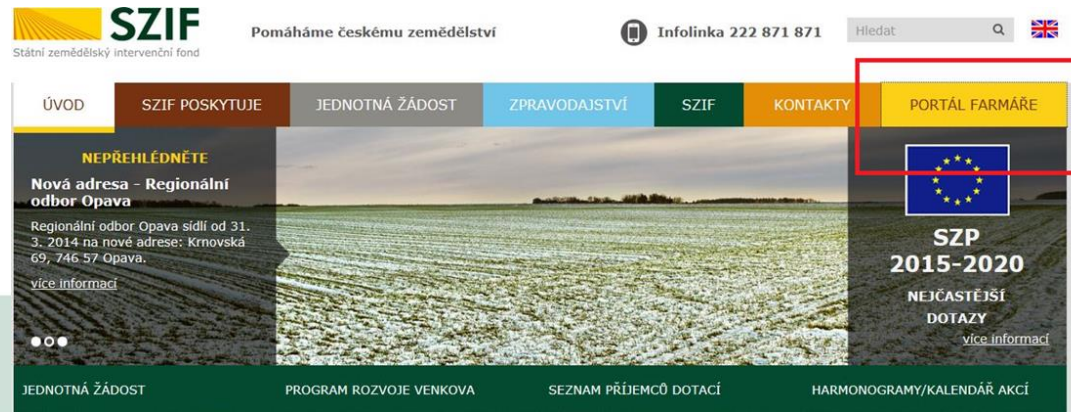 SZIF
Státní zemědělský intervenční fond
Pomáháme českému zemědělství
Infolinka 222 871 871
Hledat
ÚVOD
SZIF POSKYTUJE
JEDNOTNÁ ŽÁDOST
ZPRAVODAJSTVÍ
SZIF
KONTAKTY
PORTÁL FARMÁŘE
NEPŘEHLÉDNĚTE
Nová adresa - Regionální
odbor Opava
Regionální odbor Opava sídlí od 31.
3. 2014 na nové adrese: Krnovská
69, 746 57 Opava.
více informací
SZP
2015-2020
NEJČASTĚJŠÍ
DOTAZY
více informací
JEDNOTNÁ ŽÁDOST
PROGRAM ROZVOJE VENKOVA
SEZNAM PŘÍJEMCŮ DOTACÍ
HARMONOGRAMY/KALENDÁŘ AKCÍ